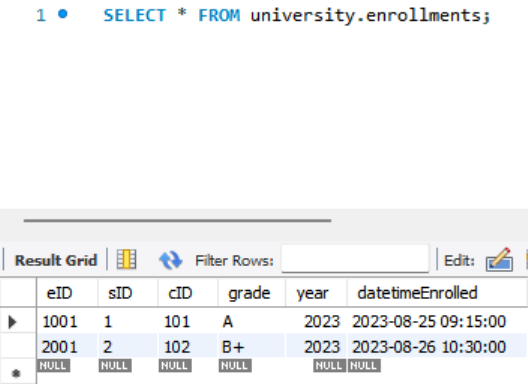 1 SELECT * FROM university.enrollments;
Result Grid Filter Rows: Edit:
eID sID cID grade year datetimeEnrolled
1001 1 101 A 2023 2023-08-25 09:15:00
2001 2 102 B+ 2023 2023-08-26 10:30:00
NULL NULL NULL NULL NULL NULL